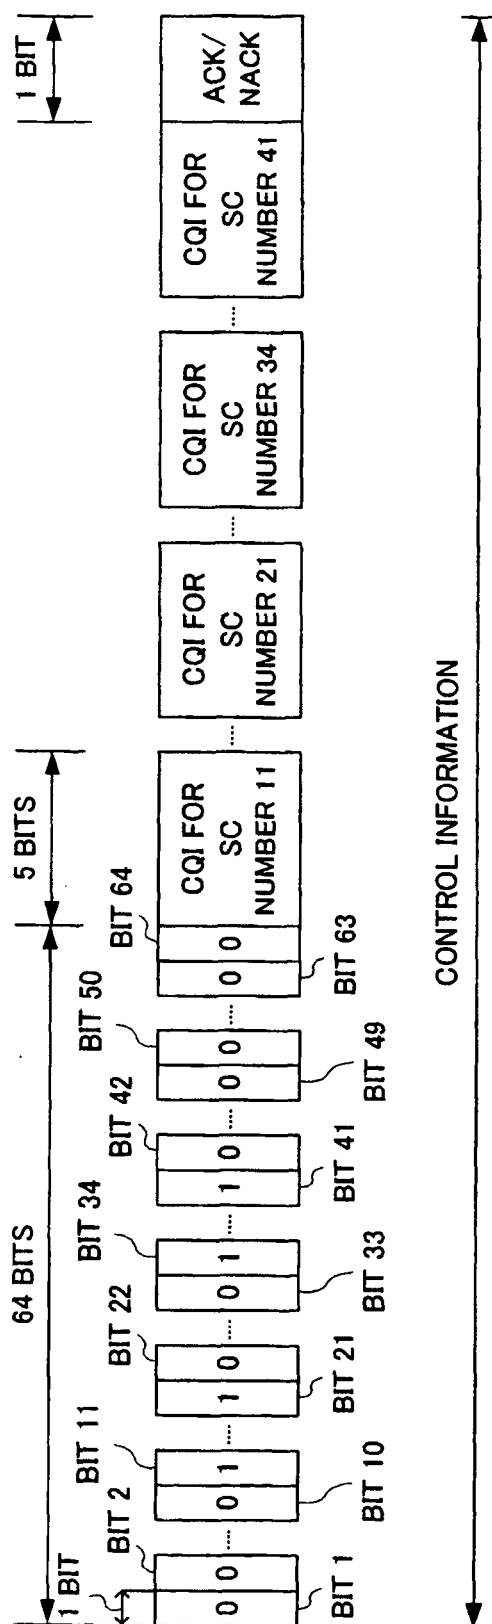 64 BITS
5 BITS
1 BIT
1 BIT
BIT 2
BIT 11
BIT 22
BIT 34
BIT 42
BIT 50
BIT 64
0 0
0 1
1 0
0 1
1 0
0 0
0 0
CQI FOR
SC
NUMBER 11
CQI FOR
SC
NUMBER 21
CQI FOR
SC
NUMBER 34
CQI FOR
SC
NUMBER 41
ACK/
NACK
BIT 1
BIT 10
BIT 21
BIT 33
BIT 41
BIT 49
BIT 63
CONTROL INFORMATION